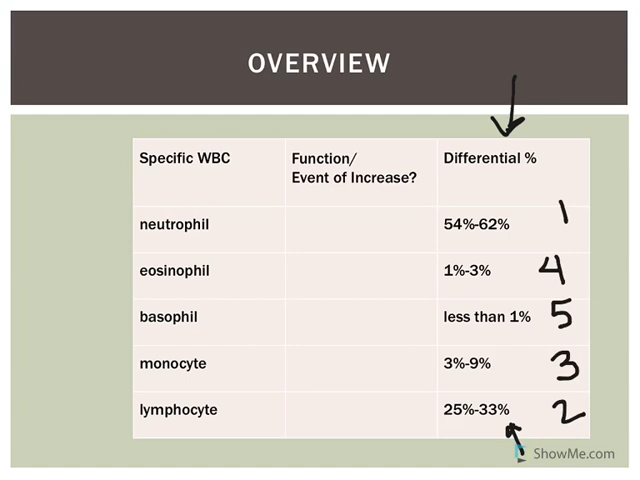 OVERVIEW
Specific WBC
Function/
Event of Increase?
Differential %
neutrophil
54%-62%
1
eosinophil
1%-3%
4
basophil
less than 1%
5
monocyte
3%-9%
3
lymphocyte
25%-33%
2
ShowMe.com